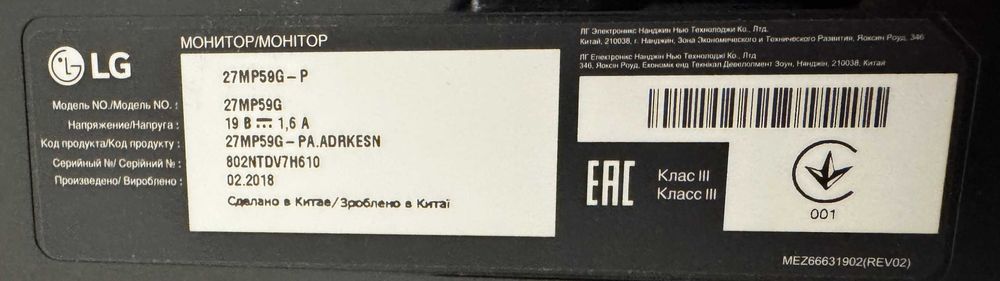 LG
МОНИТОР/МОНІТОР
27MP59G-P
Модель NO./Модель NO. : 27MP59G
Напряжение/Напруга : 19 В ⎓ 1,6 А
Код продукта/Код продукту : 27MP59G-PA.ADRKESN
Серийный №/ Серійний № : 802NTDV7H610
Произведено/ Вироблено : 02.2018
Сделано в Китае/Зроблено в Китаї
ЛГ Электроникс Нанджин Нью Технолоджи Ко., Лтд.
Китай, 210038, г. Нанджин, Зона Экономического и Технического Развития, Яоксин Роуд, 346
ЛГ Електронікс Нанджін Нью Текнолоджі Ко., Лтд
346, Яоксин Роуд, Економік енд Текнікал Девелопмент Зоун, Нанджін, 210038, Китай
EAC
Клас III
Класс III
001
MEZ66631902(REV02)